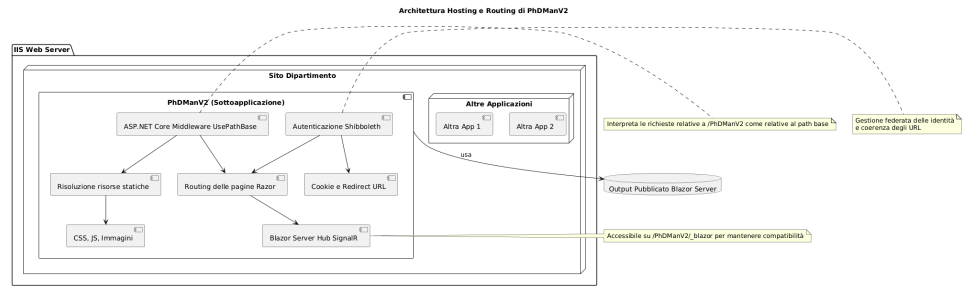 Architettura Hosting e Routing di PhDManV2
IIS Web Server
Sito Dipartimento
PhDManV2 (Sottoapplicazione)
Altre Applicazioni
ASP.NET Core Middleware UsePathBase
Autenticazione Shibboleth
Altra App 1
Altra App 2
Interpreta le richieste relative a /PhDManV2 come relative al path base
Gestione federata delle identità
e coerenza degli URL
usa
Risoluzione risorse statiche
Routing delle pagine Razor
Cookie e Redirect URL
Output Pubblicato Blazor Server
CSS, JS, Immagini
Blazor Server Hub SignalR
Accessibile su /PhDManV2/_blazor per mantenere compatibilità